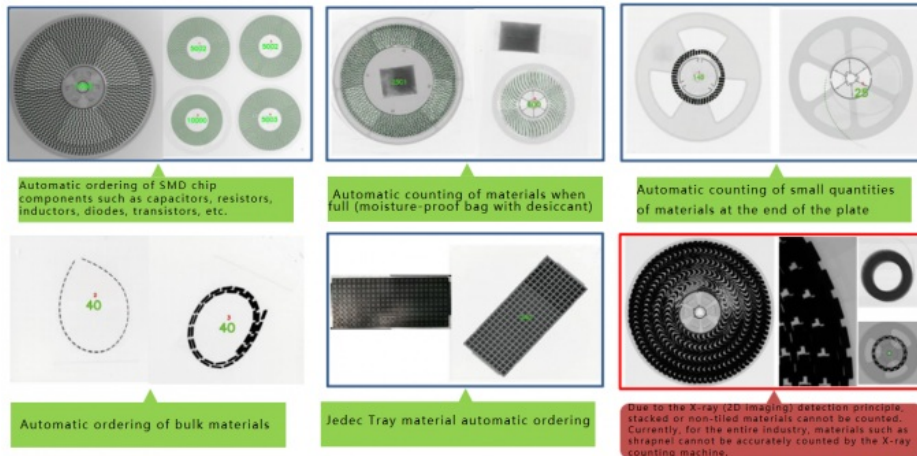 5002
5002
10000
5003
Automatic ordering of SMD chip
components such as capacitors, resistors,
inductors, diodes, transistors, etc.
Automatic counting of materials when
full (moisture-proof bag with desiccant)
28
Automatic counting of small quantities
of materials at the end of the plate
40
3
40
Automatic ordering of bulk materials
Jedec Tray material automatic ordering
Due to the X-ray (2D imaging) detection principle,
stacked or non-tiled materials cannot be counted.
Currently, for the entire industry, materials such as
shrapnel cannot be accurately counted by the X-ray
counting machine.